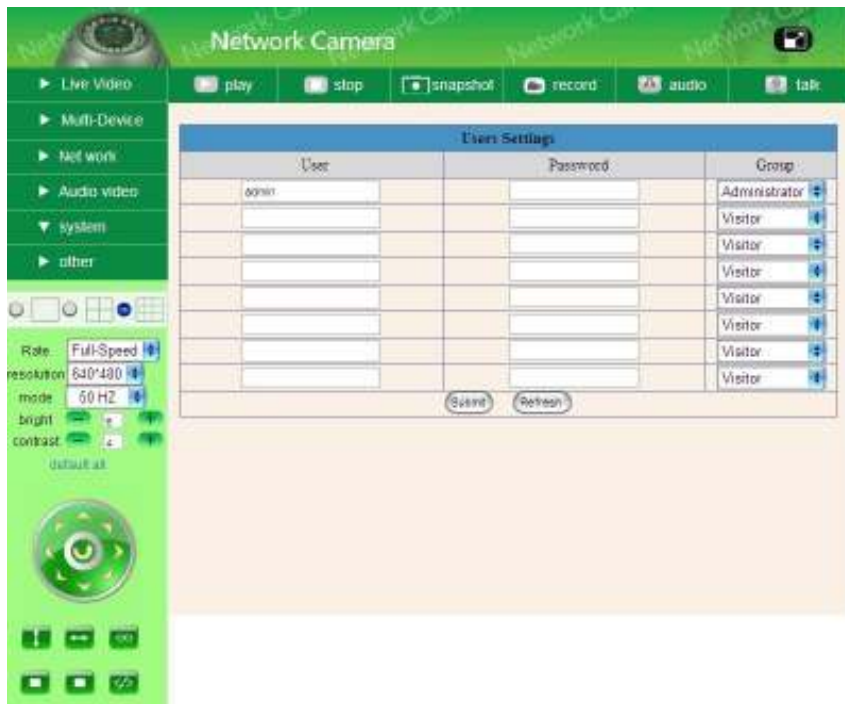 Network Camera
Live Video
play
stop
snapshot
record
audio
talk
Multi-Device
Net work
Audio video
system
other
Users Settings
User
Password
Group
admin
Administrator
Visitor
Visitor
Visitor
Visitor
Visitor
Visitor
Visitor
Submit
Refresh
Rate
Full-Speed
resolution
640*480
mode
bright
contrast
default all